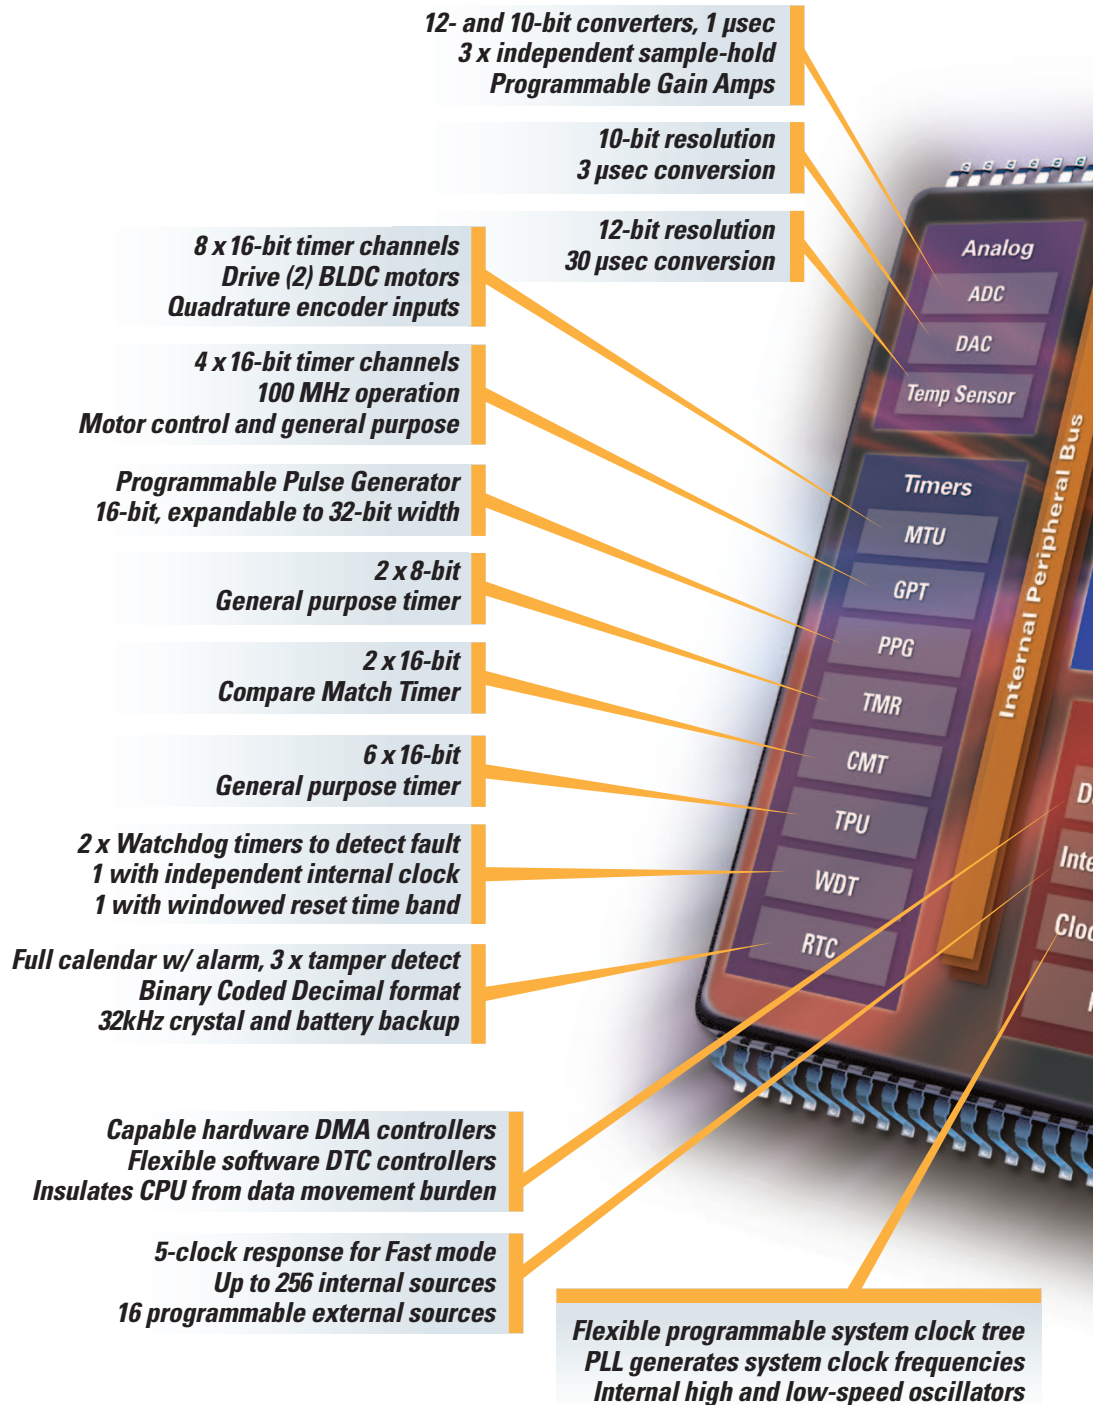 12- and 10-bit converters, 1 µsec
3 x independent sample-hold
Programmable Gain Amps
10-bit resolution
3 µsec conversion
12-bit resolution
30 µsec conversion
8 x 16-bit timer channels
Drive (2) BLDC motors
Quadrature encoder inputs
4 x 16-bit timer channels
100 MHz operation
Motor control and general purpose
Programmable Pulse Generator
16-bit, expandable to 32-bit width
2 x 8-bit
General purpose timer
2 x 16-bit
Compare Match Timer
6 x 16-bit
General purpose timer
2 x Watchdog timers to detect fault
1 with independent internal clock
1 with windowed reset time band
Full calendar w/ alarm, 3 x tamper detect
Binary Coded Decimal format
32kHz crystal and battery backup
Capable hardware DMA controllers
Flexible software DTC controllers
Insulates CPU from data movement burden
5-clock response for Fast mode
Up to 256 internal sources
16 programmable external sources
Flexible programmable system clock tree
PLL generates system clock frequencies
Internal high and low-speed oscillators
Analog
ADC
DAC
Temp Sensor
Timers
MTU
GPT
PPG
TMR
CMT
TPU
WDT
RTC
Internal Peripheral Bus